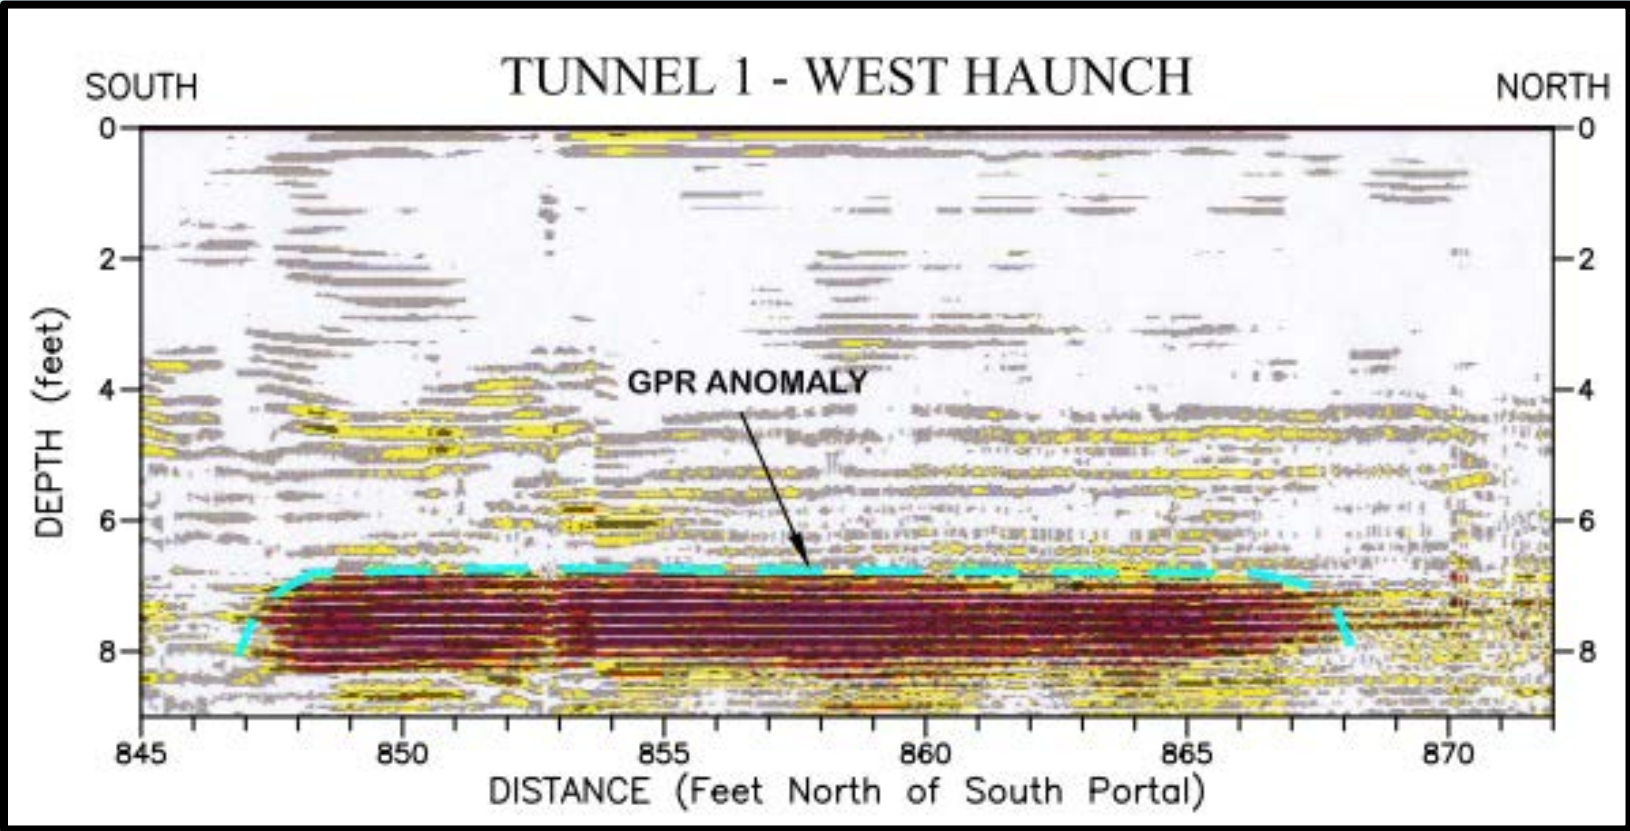 TUNNEL 1 - WEST HAUNCH
SOUTH
NORTH
0
0
2
2
GPR ANOMALY
4
4
6
6
8
8
DEPTH (feet)
845
850
855
860
865
870
DISTANCE (Feet North of South Portal)